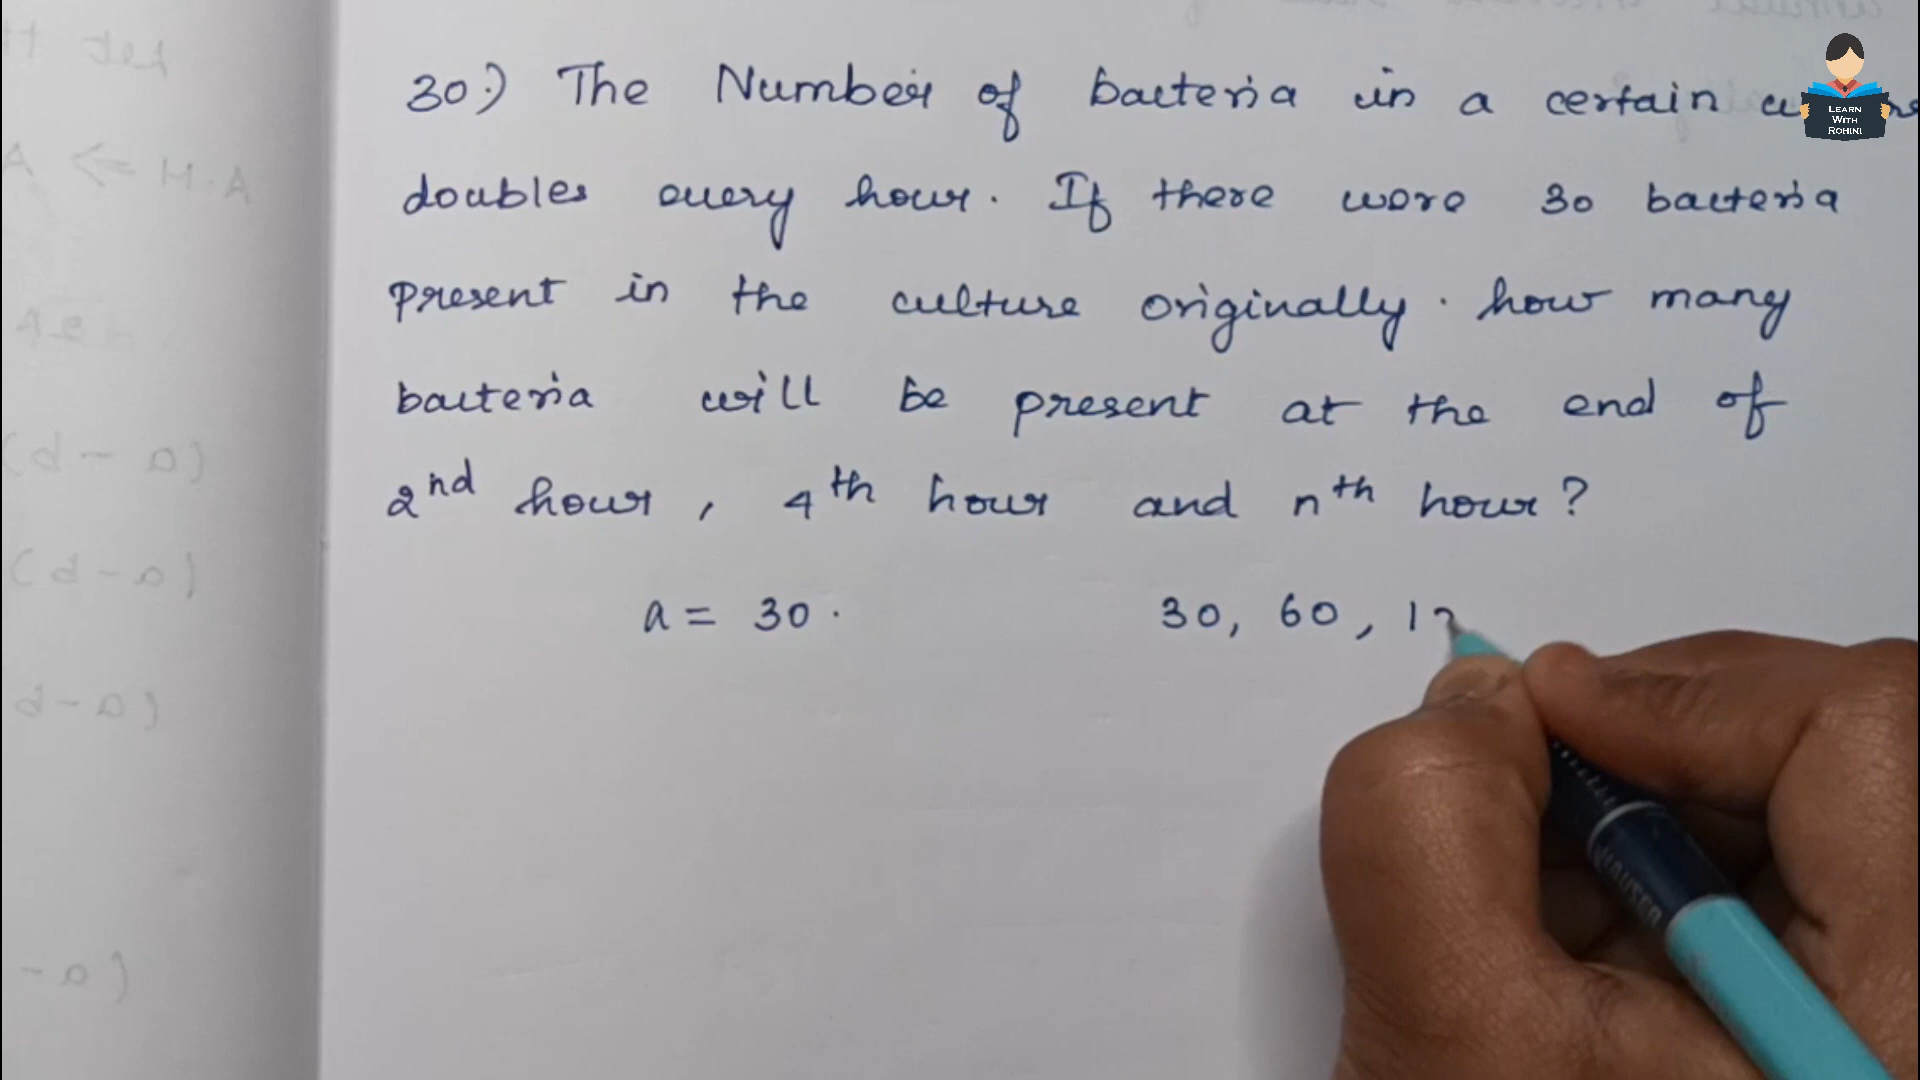 30.) The Number of bacteria in a certain
doubles every hour. If there were 30 bacteria
present in the culture originally. how many
bacteria will be present at the end of
2nd hour, 4th hour and nth hour?
a = 30.
30, 60, 12
LEARN
WITH
ROHINI